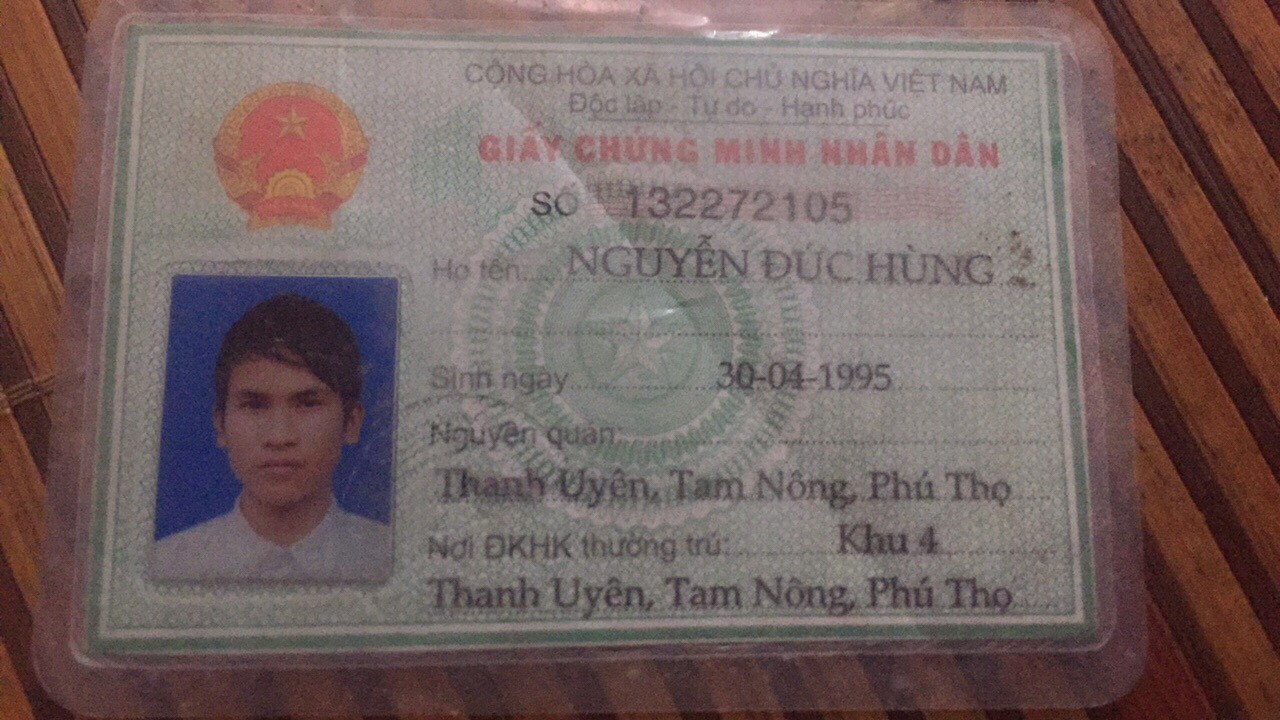 CỘNG HÒA XÃ HỘI CHỦ NGHĨA VIỆT NAM
Độc lập - Tự do - Hạnh phúc
GIẤY CHỨNG MINH NHÂN DÂN
SỐ 132272105
Họ tên: NGUYỄN ĐỨC HÙNG
Sinh ngày 30-04-1995
Nguyên quán:
Thanh Uyên, Tam Nông, Phú Thọ
Nơi ĐKHK thường trú: Khu 4
Thanh Uyên, Tam Nông, Phú Thọ